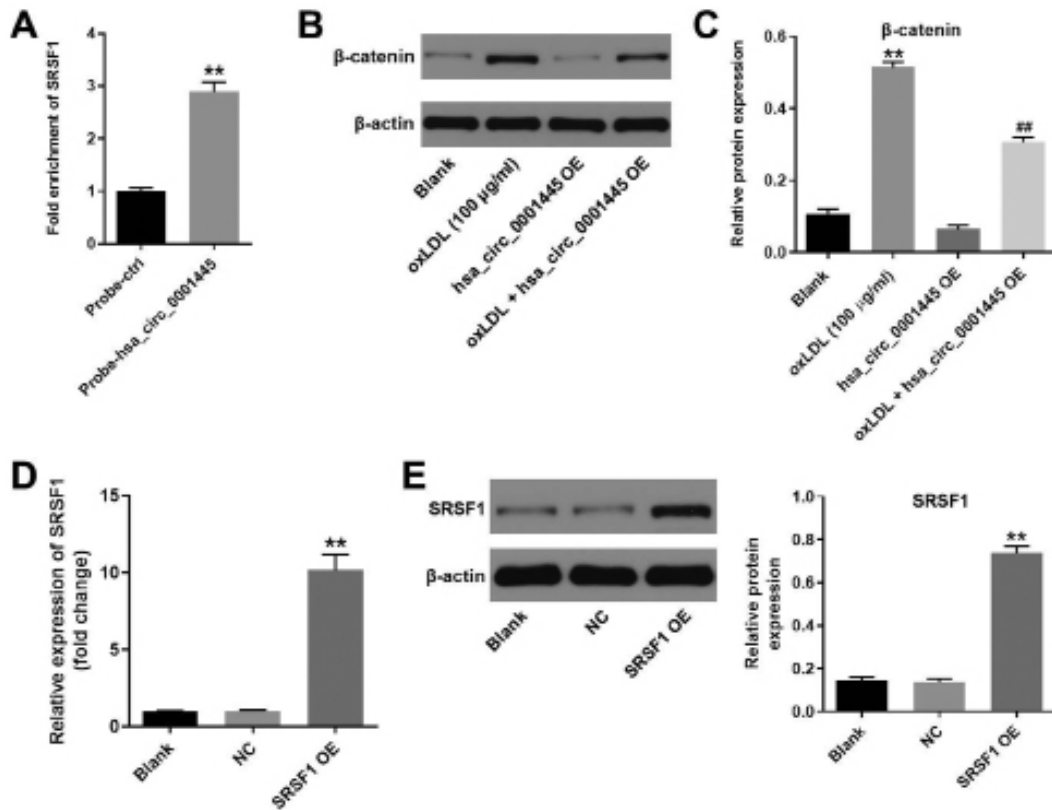 A
Fold enrichment of SRSF1
4
3
2
1
0
**
Probe-ctrl
Probe-hsa_circ_0001445
B
β-catenin
β-actin
Blank
oxLDL (100 µg/ml)
hsa_circ_0001445 OE
oxLDL + hsa_circ_0001445 OE
C
β-catenin
Relative protein expression
0.6
0.4
0.2
0.0
**
##
Blank
oxLDL (100 µg/ml)
hsa_circ_0001445 OE
oxLDL + hsa_circ_0001445 OE
D
Relative expression of SRSF1
(fold change)
15
10
5
0
**
Blank
NC
SRSF1 OE
E
SRSF1
β-actin
Blank
NC
SRSF1 OE
SRSF1
Relative protein
expression
1.0
0.8
0.6
0.4
0.2
0.0
**
Blank
NC
SRSF1 OE